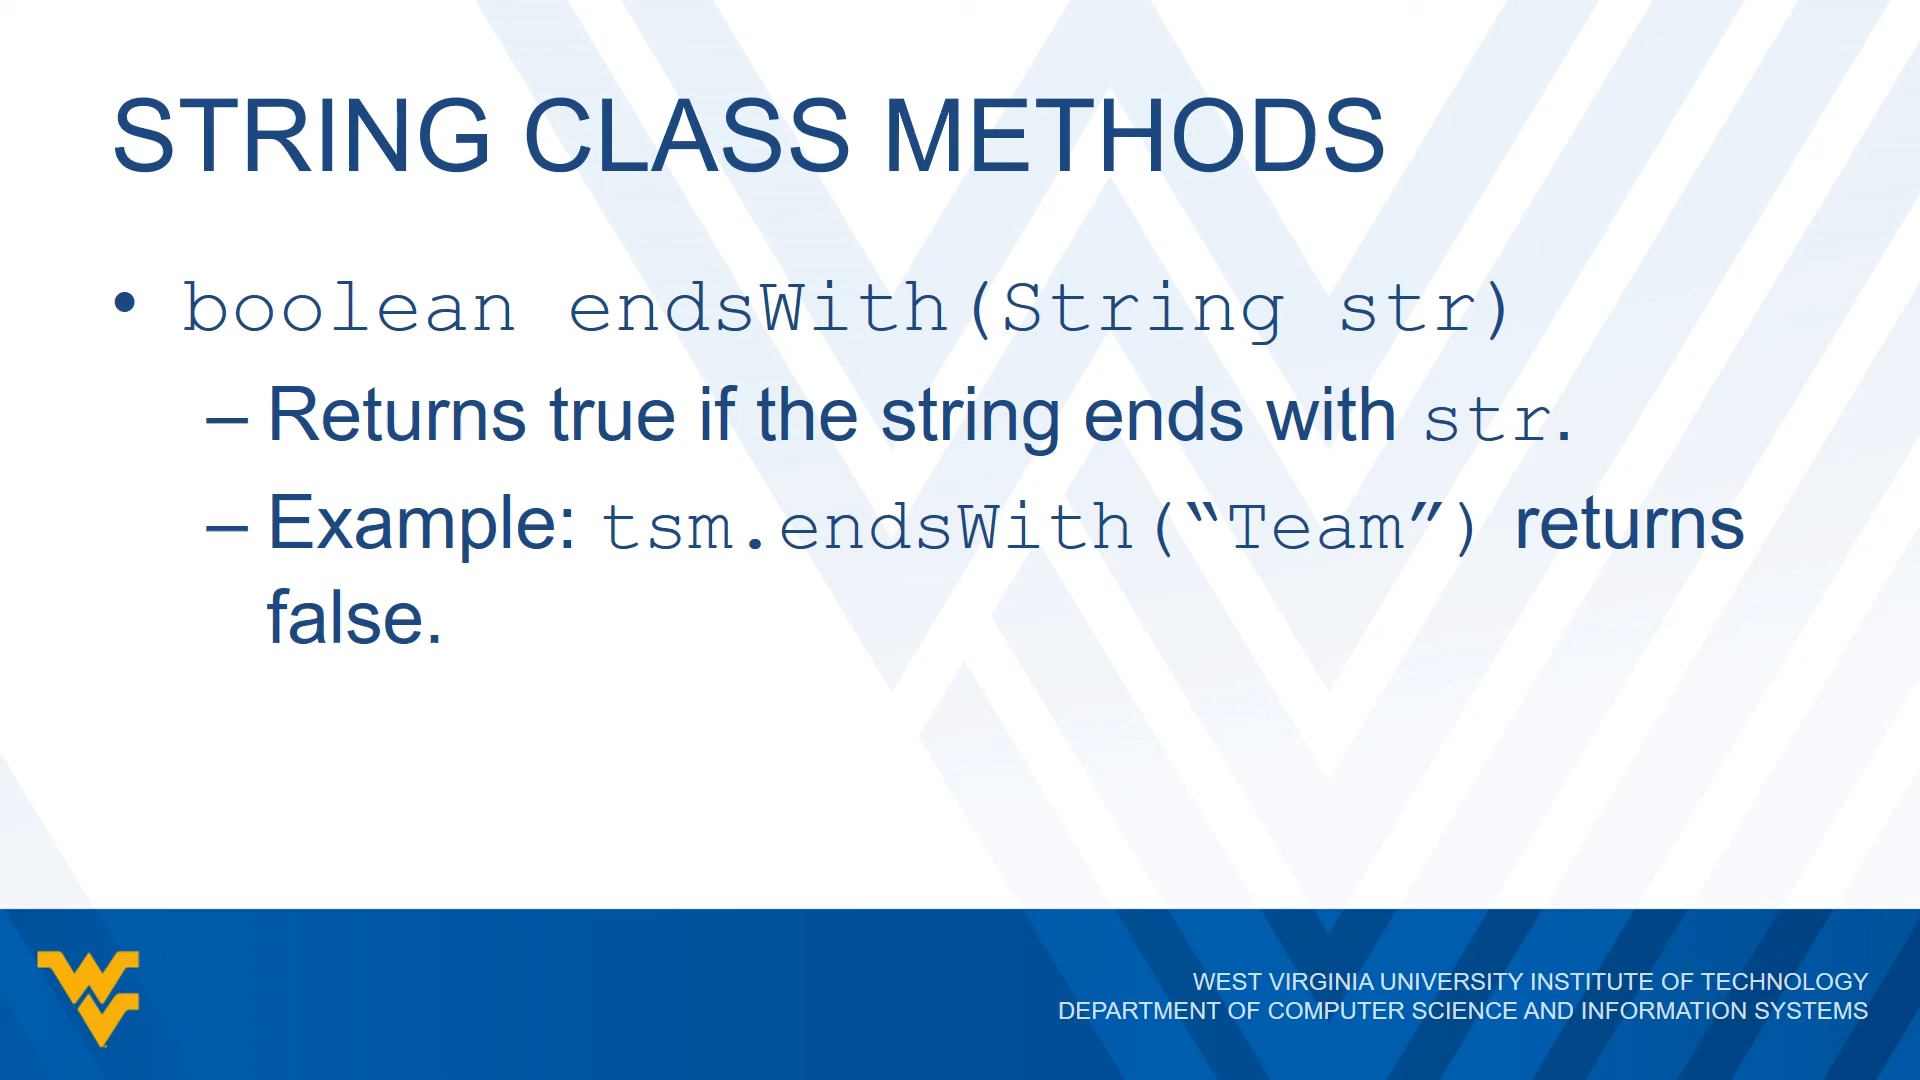 STRING CLASS METHODS
• boolean endsWith(String str)
– Returns true if the string ends with str.
– Example: tsm.endsWith(“Team”) returns
false.
WEST VIRGINIA UNIVERSITY INSTITUTE OF TECHNOLOGY
DEPARTMENT OF COMPUTER SCIENCE AND INFORMATION SYSTEMS